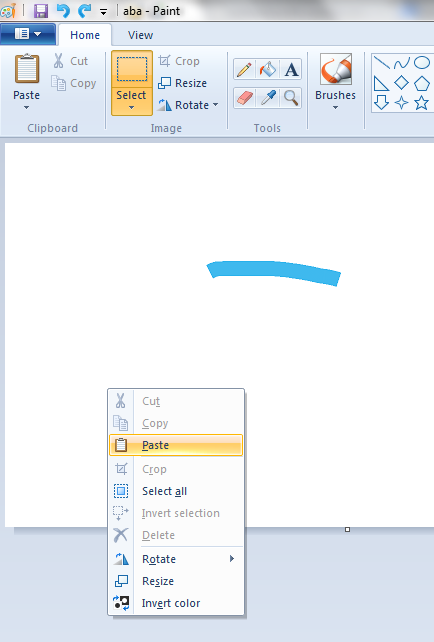 aba - Paint
Home View
Paste
Cut
Copy
Clipboard
Select
Crop
Resize
Rotate
Image
A
Tools
Brushes
Cut
Copy
Paste
Crop
Select all
Invert selection
Delete
Rotate
Resize
Invert color